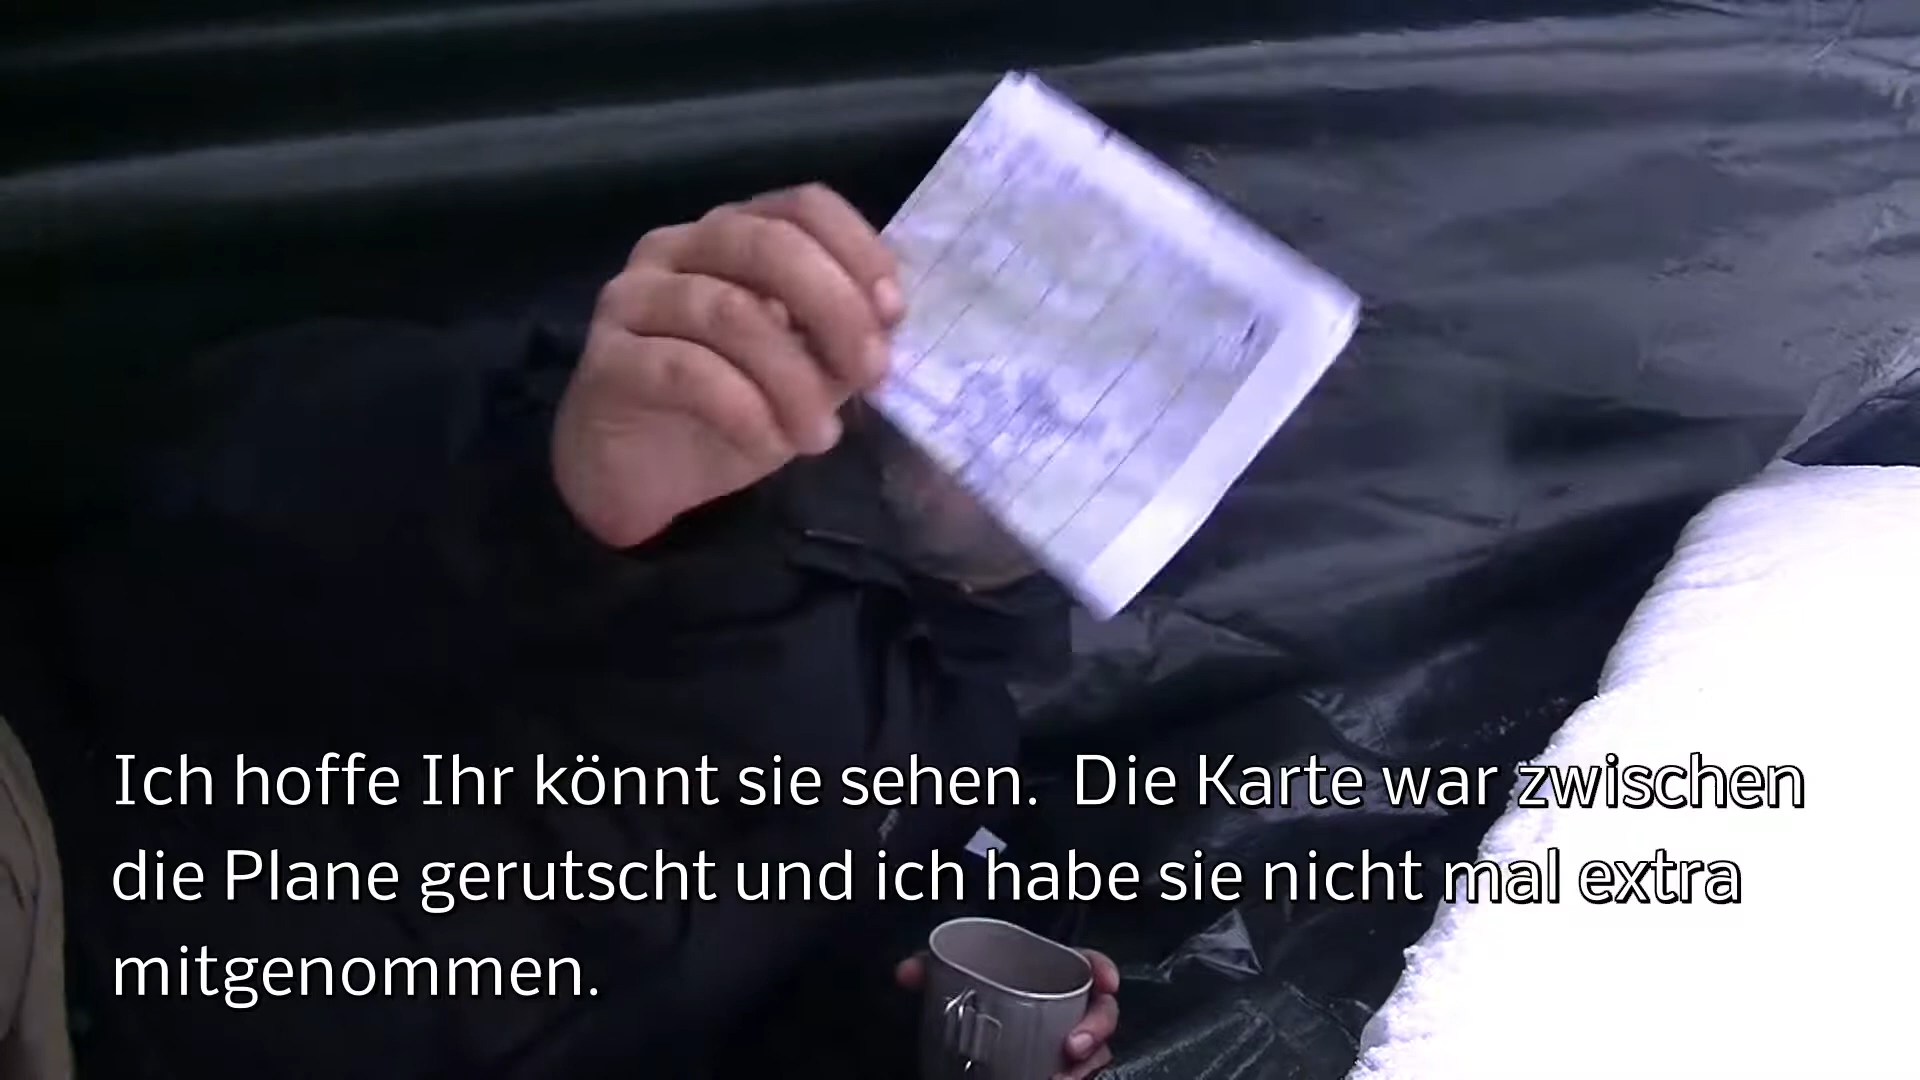 Ich hoffe Ihr könnt sie sehen.  Die Karte war zwischen
die Plane gerutscht und ich habe sie nicht mal extra
mitgenommen.